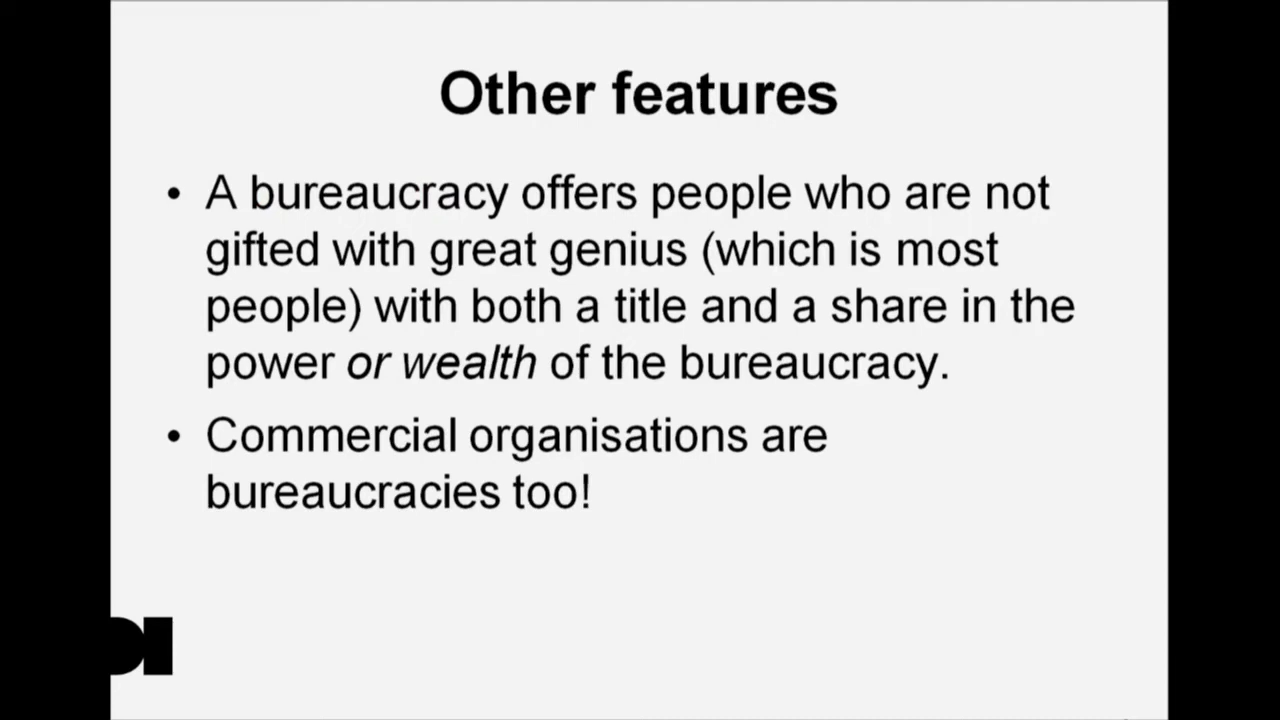 Other features
• A bureaucracy offers people who are not
gifted with great genius (which is most
people) with both a title and a share in the
power or wealth of the bureaucracy.
• Commercial organisations are
bureaucracies too!